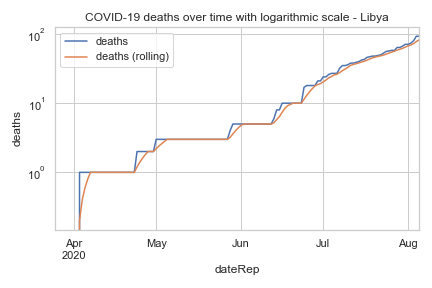 COVID-19 deaths over time with logarithmic scale - Libya
deaths
deaths (rolling)
10²
10¹
10⁰
deaths
Apr
2020
May
Jun
Jul
Aug
dateRep